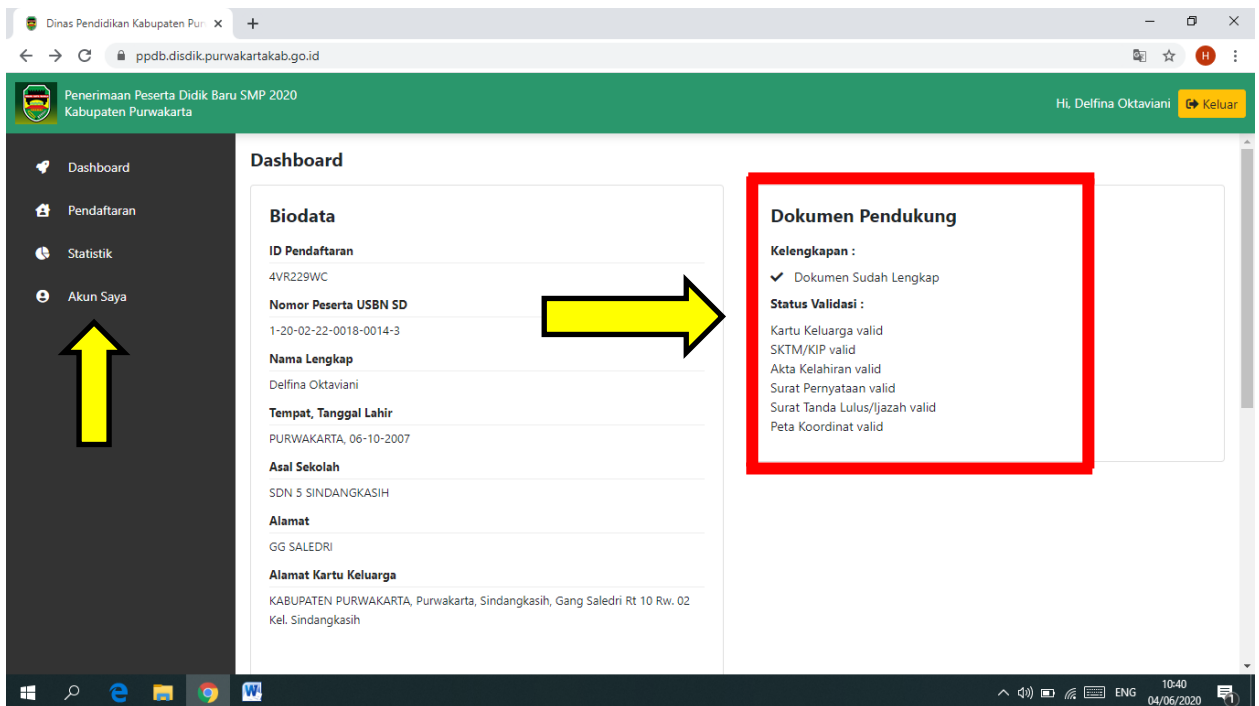 Dinas Pendidikan Kabupaten Pur
ppdb.disdik.purwakartakab.go.id
H
Penerimaan Peserta Didik Baru SMP 2020
Kabupaten Purwakarta
Hi, Delfina Oktaviani
Keluar
Dashboard
Pendaftaran
Statistik
Akun Saya
Dashboard
Biodata
ID Pendaftaran
4VR229WC
Nomor Peserta USBN SD
1-20-02-22-0018-0014-3
Nama Lengkap
Delfina Oktaviani
Tempat, Tanggal Lahir
PURWAKARTA, 06-10-2007
Asal Sekolah
SDN 5 SINDANGKASIH
Alamat
GG SALEDRI
Alamat Kartu Keluarga
KABUPATEN PURWAKARTA, Purwakarta, Sindangkasih, Gang Saledri Rt 10 Rw. 02
Kel. Sindangkasih
Dokumen Pendukung
Kelengkapan :
Dokumen Sudah Lengkap
Status Validasi :
Kartu Keluarga valid
SKTM/KIP valid
Akta Kelahiran valid
Surat Pernyataan valid
Surat Tanda Lulus/Ijazah valid
Peta Koordinat valid
ENG
10:40
04/06/2020
1